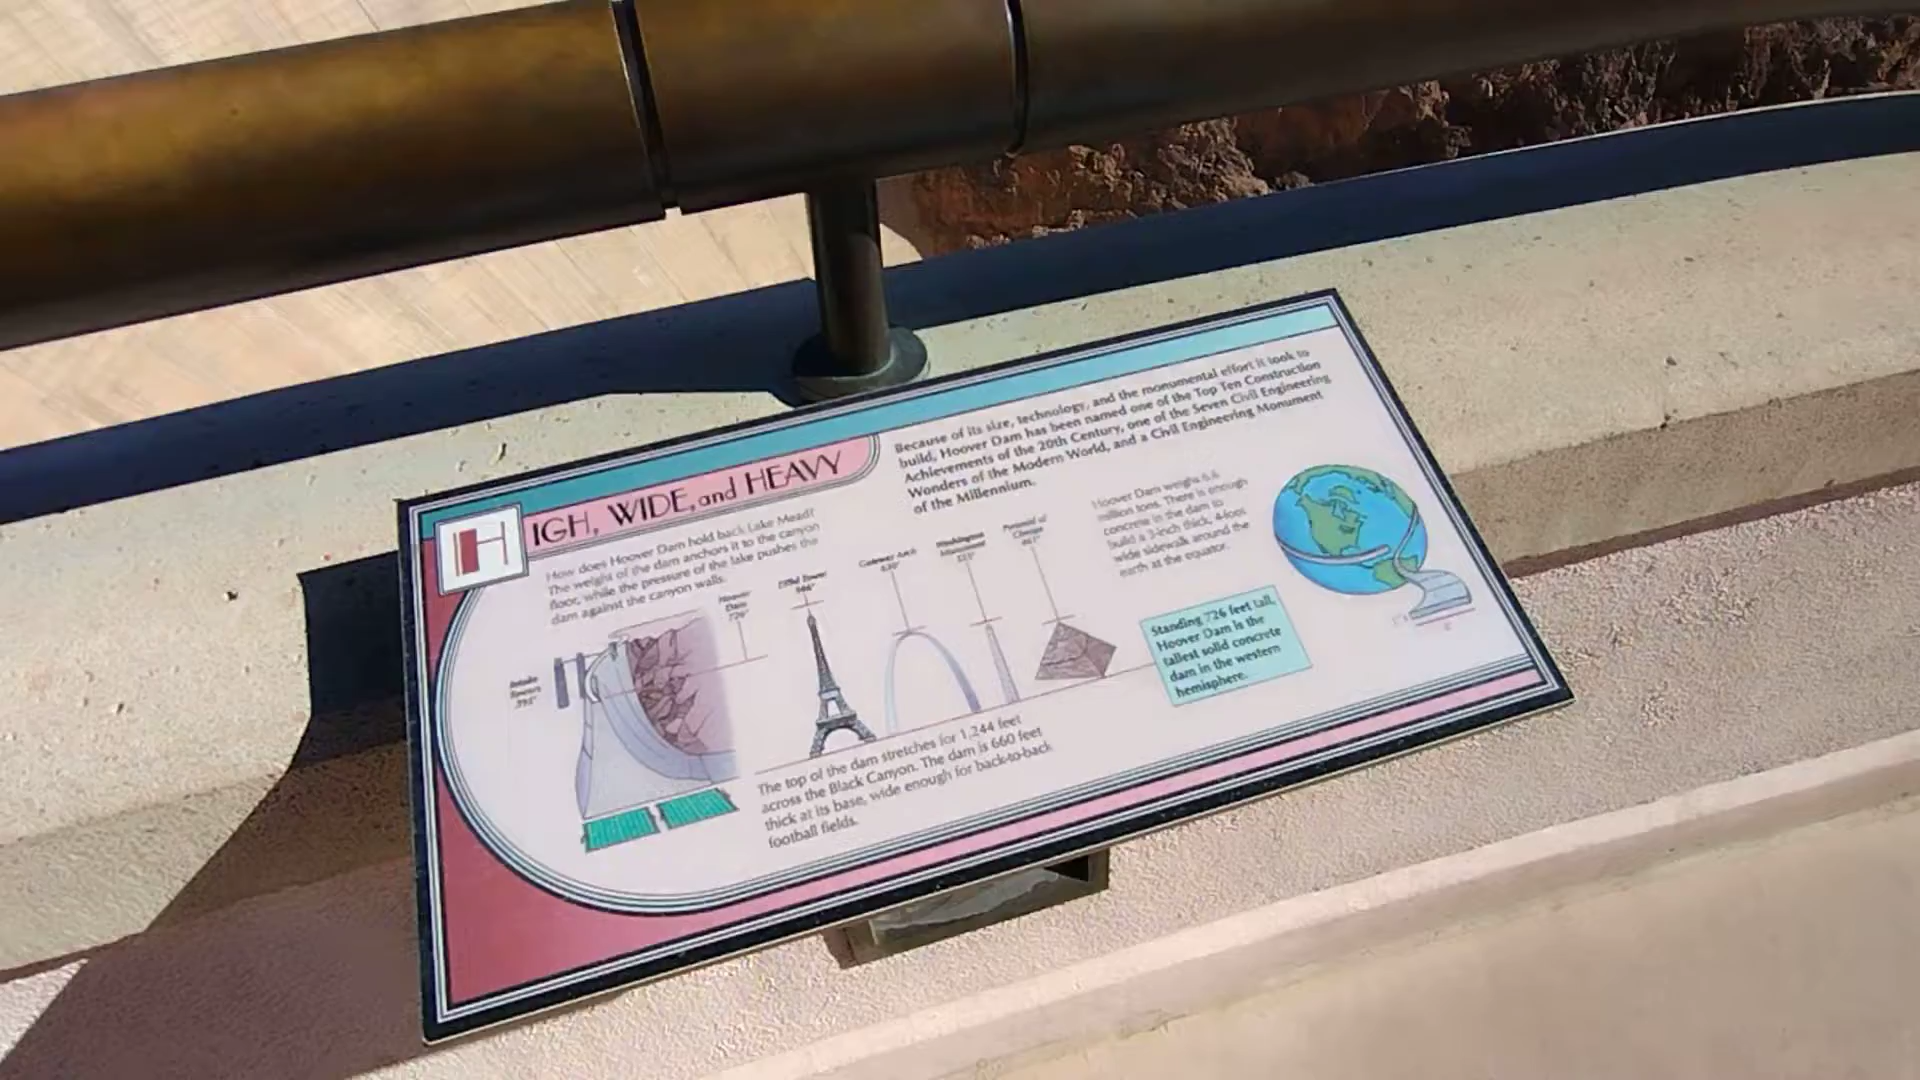 HIGH, WIDE, and HEAVY
How does Hoover Dam hold back Lake Mead?
The weight of the dam anchors it to the canyon
floor, while the pressure of the lake pushes the
dam against the canyon walls.
Because of its size, technology, and the monumental effort it took to
build, Hoover Dam has been named one of the Top Ten Construction
Achievements of the 20th Century, one of the Seven Civil Engineering
Wonders of the Modern World, and a Civil Engineering Monument
of the Millennium.
Intake
Towers
395'
Hoover
Dam
726'
Eiffel Tower
986'
Gateway Arch
630'
Washington
Monument
555'
Pyramid of
Cheops
Hoover Dam weighs 6.6
million tons. There is enough
concrete in the dam to
build a 3-inch thick, 4-foot
wide sidewalk around the
earth at the equator.
Standing 726 feet tall,
Hoover Dam is the
tallest solid concrete
dam in the western
hemisphere.
The top of the dam stretches for 1,244 feet
across the Black Canyon. The dam is 660 feet
thick at its base, wide enough for back-to-back
football fields.